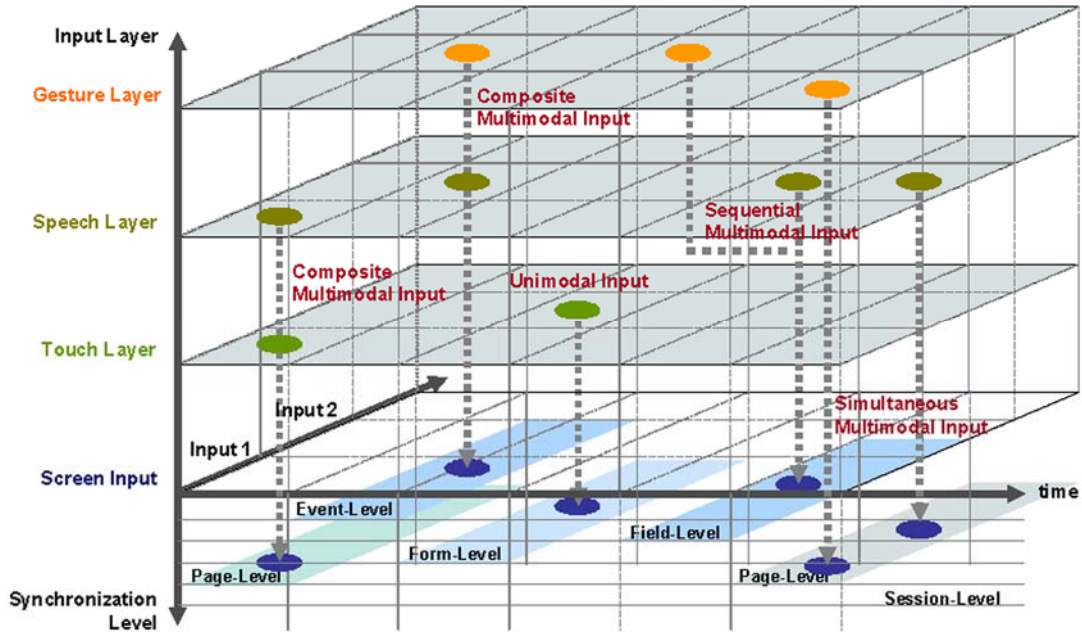 Input Layer
Gesture Layer
Composite
Multimodal Input
Speech Layer
Sequential
Multimodal Input
Composite
Multimodal Input
Unimodal Input
Touch Layer
Input 2
Input 1
Simultaneous
Multimodal Input
Screen Input
time
Event-Level
Field-Level
Form-Level
Page-Level
Page-Level
Synchronization
Level
Session-Level